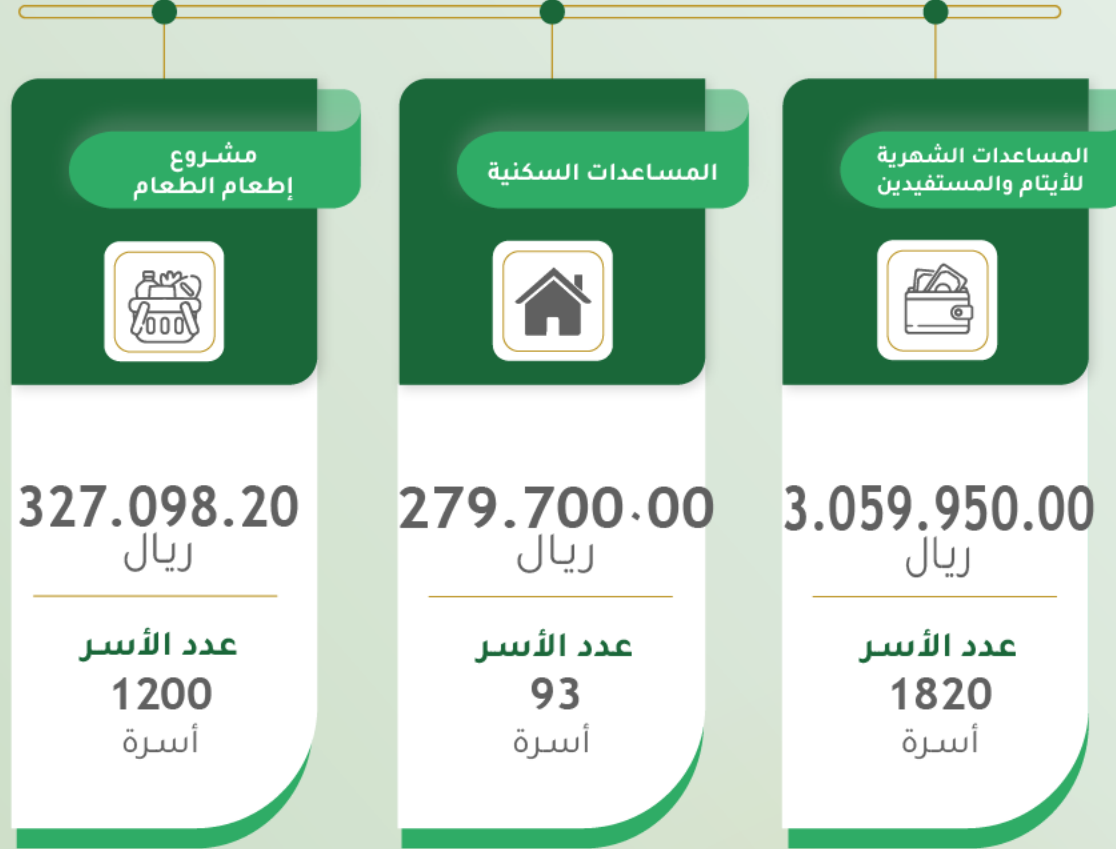 المساعدات الشهرية
للأيتام والمستفيدين
3.059.950.00
ريال
عدد الأسر
1820
أسرة
المساعدات السكنية
279.700.00
ريال
عدد الأسر
93
أسرة
مشروع
إطعام الطعام
327.098.20
ريال
عدد الأسر
1200
أسرة